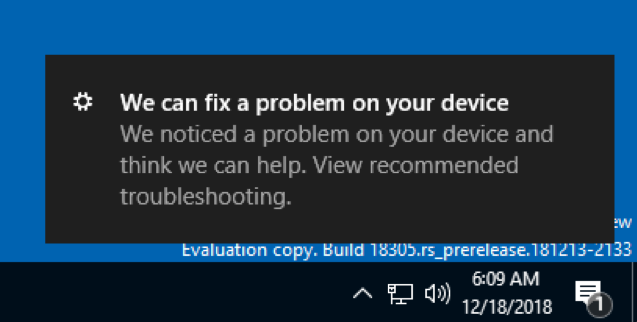 We can fix a problem on your device
We noticed a problem on your device and
think we can help. View recommended
troubleshooting.
Evaluation copy. Build 18305.rs_prerelease.181213-2133
6:09 AM
12/18/2018
1